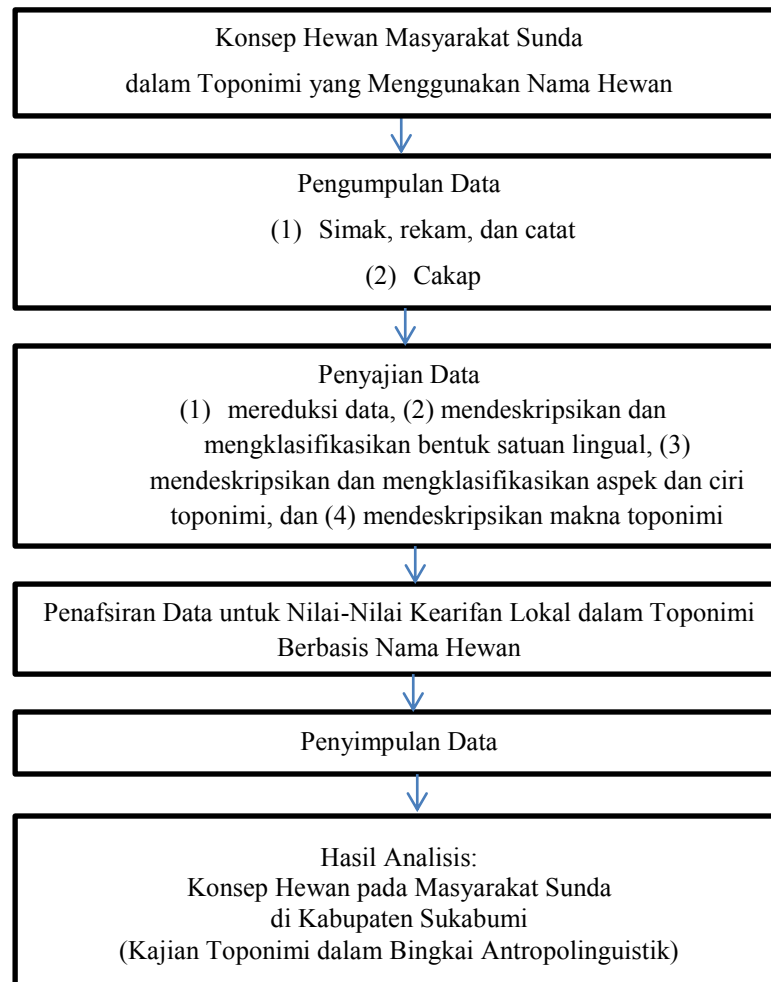 Konsep Hewan Masyarakat Sunda
dalam Toponimi yang Menggunakan Nama Hewan
Pengumpulan Data
(1) Simak, rekam, dan catat
(2) Cakap
Penyajian Data
(1) mereduksi data, (2) mendeskripsikan dan
mengklasifikasikan bentuk satuan lingual, (3)
mendeskripsikan dan mengklasifikasikan aspek dan ciri
toponimi, dan (4) mendeskripsikan makna toponimi
Penafsiran Data untuk Nilai-Nilai Kearifan Lokal dalam Toponimi
Berbasis Nama Hewan
Penyimpulan Data
Hasil Analisis:
Konsep Hewan pada Masyarakat Sunda
di Kabupaten Sukabumi
(Kajian Toponimi dalam Bingkai Antropolinguistik)